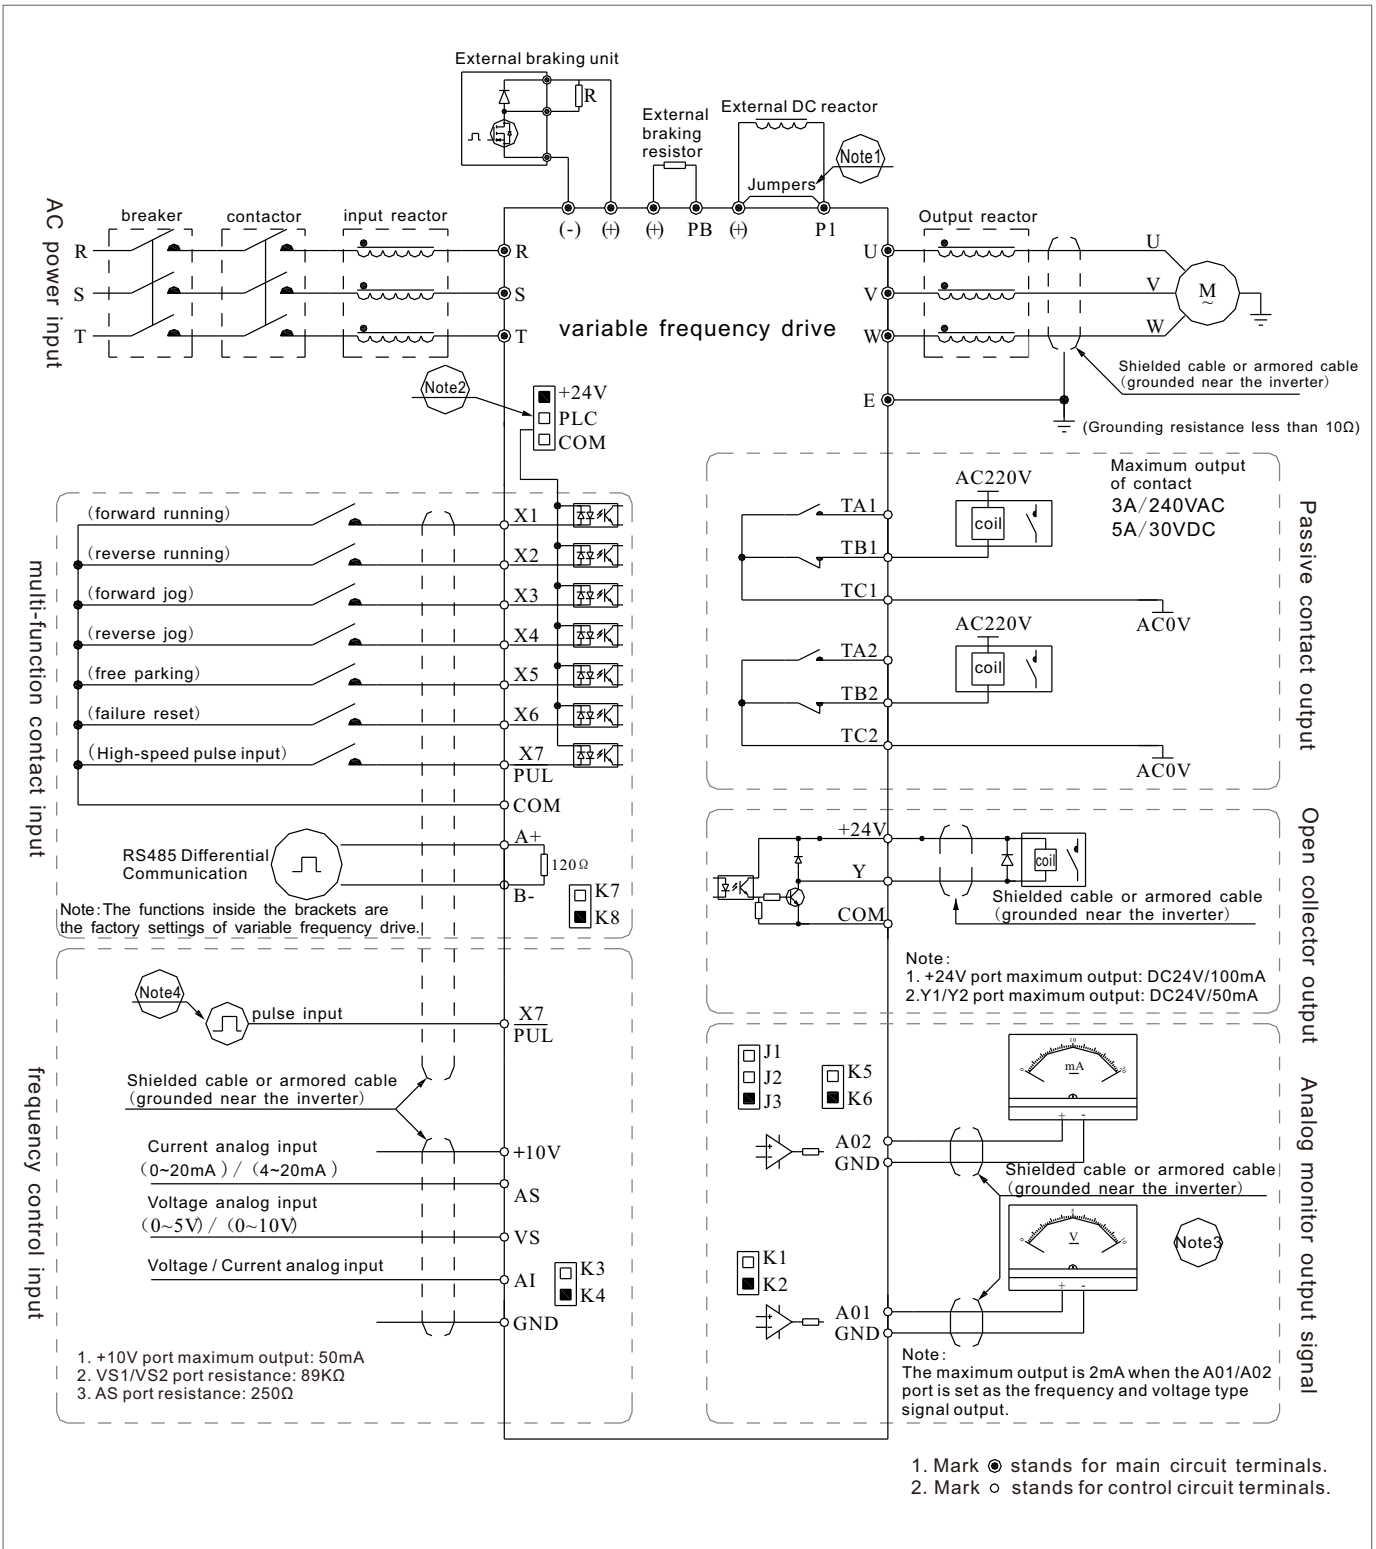 External braking unit
R
External
braking
resistor
External DC reactor
Note1
Jumpers
(-)
(+)
(+)
PB
(+)
P1
AC power input
breaker
contactor
input reactor
R
S
T
R
S
T
variable frequency drive
Output reactor
U
V
W
U
V
W
M
~
Shielded cable or armored cable
(grounded near the inverter)
E
(Grounding resistance less than 10Ω)
Note2
+24V
PLC
COM
multi-function contact input
(forward running)
X1
(reverse running)
X2
(forward jog)
X3
(reverse jog)
X4
(free parking)
X5
(failure reset)
X6
(High-speed pulse input)
X7
PUL
COM
RS485 Differential
Communication
A+
120Ω
B-
K7
K8
Note:The functions inside the brackets are
the factory settings of variable frequency drive.
Passive contact output
Maximum output
of contact
3A/240VAC
5A/30VDC
AC220V
TA1
coil
TB1
TC1
AC0V
AC220V
TA2
coil
TB2
TC2
AC0V
Open collector output
+24V
Y
coil
COM
Shielded cable or armored cable
(grounded near the inverter)
Note:
1. +24V port maximum output: DC24V/100mA
2.Y1/Y2 port maximum output: DC24V/50mA
frequency control input
Note4
pulse input
X7
PUL
Shielded cable or armored cable
(grounded near the inverter)
+10V
Current analog input
(0~20mA) / (4~20mA)
AS
Voltage analog input
(0~5V) / (0~10V)
VS
Voltage / Current analog input
AI
K3
K4
GND
1. +10V port maximum output: 50mA
2. VS1/VS2 port resistance: 89KΩ
3. AS port resistance: 250Ω
Analog monitor output signal
J1
J2
J3
K5
K6
0
10
20
mA
+ -
A02
GND
Shielded cable or armored cable
(grounded near the inverter)
0
5
10
V
+ -
Note3
K1
K2
A01
GND
Note:
The maximum output is 2mA when the A01/A02
port is set as the frequency and voltage type
signal output.
1. Mark stands for main circuit terminals.
2. Mark stands for control circuit terminals.